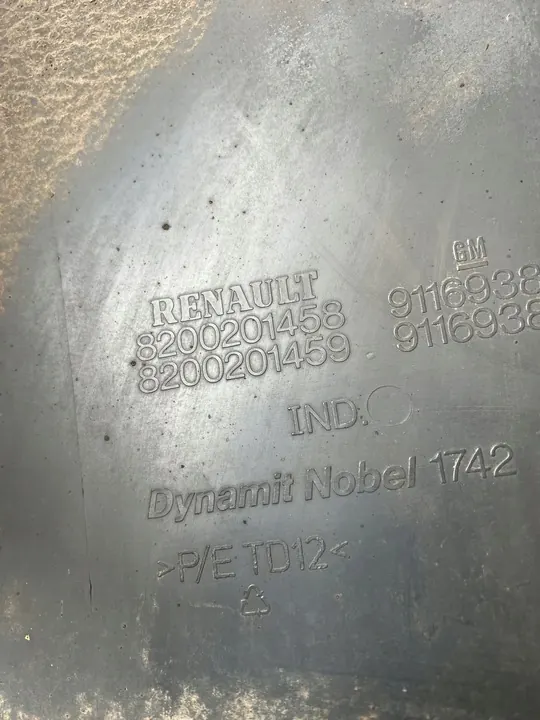 GM
RENAULT 9116938
8200201458 9116938
8200201459
IND:
Dynamit Nobel 1742
>P/E TD12<